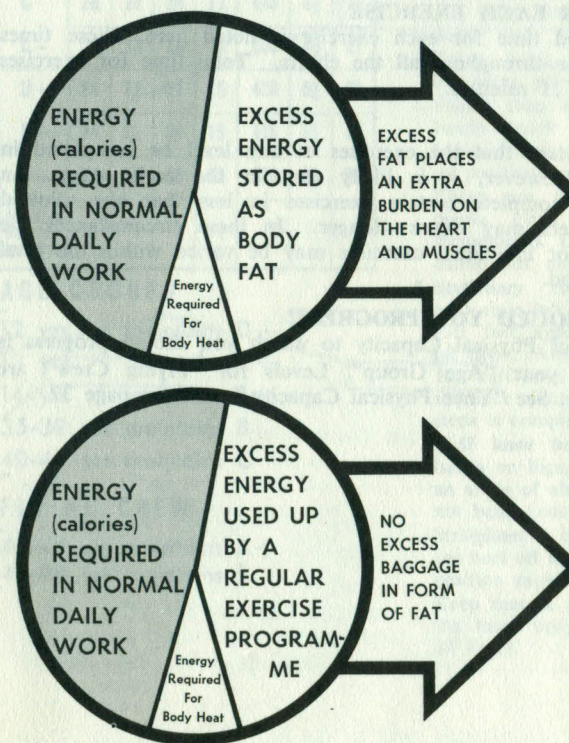 ENERGY
(calories)
REQUIRED
IN NORMAL
DAILY
WORK
EXCESS
ENERGY
STORED
AS
BODY
FAT
Energy
Required
For
Body Heat
EXCESS
FAT PLACES
AN EXTRA
BURDEN ON
THE HEART
AND MUSCLES
ENERGY
(calories)
REQUIRED
IN NORMAL
DAILY
WORK
EXCESS
ENERGY
USED UP
BY A
REGULAR
EXERCISE
PROGRAM-
ME
Energy
Required
For
Body Heat
NO
EXCESS
BAGGAGE
IN FORM
OF FAT